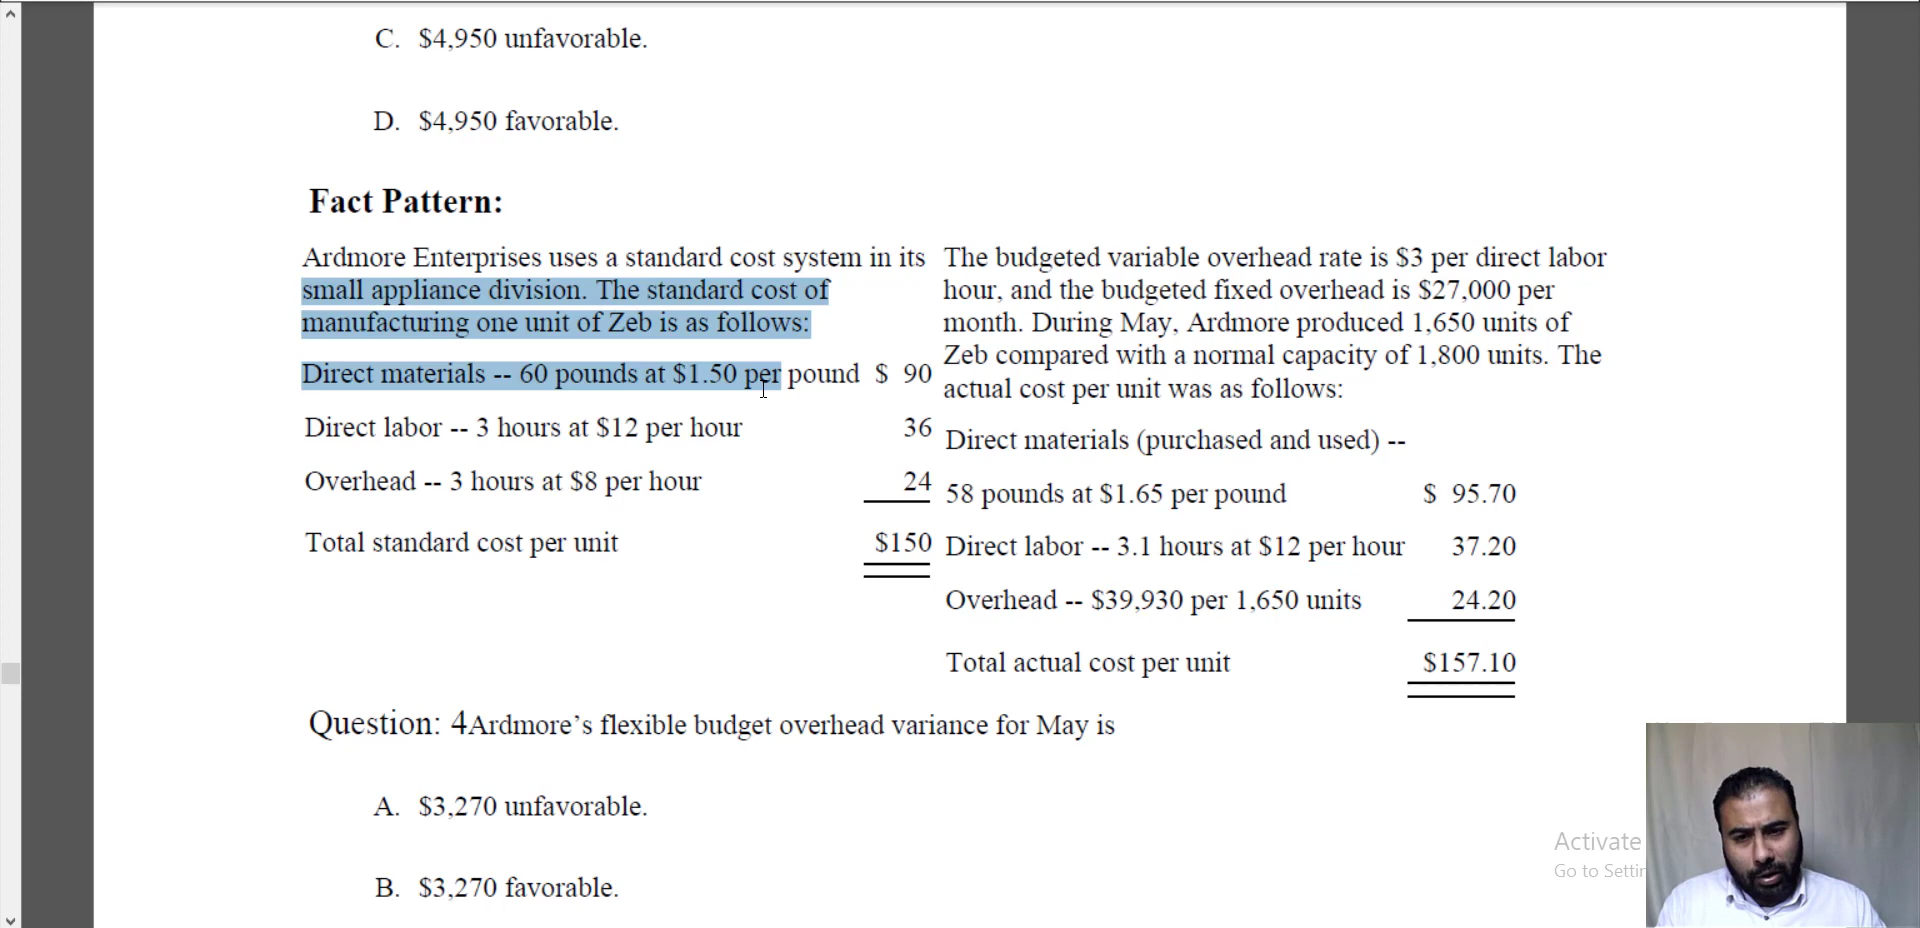 C. $4,950 unfavorable.
D. $4,950 favorable.
Fact Pattern:
Ardmore Enterprises uses a standard cost system in its
small appliance division. The standard cost of
manufacturing one unit of Zeb is as follows:
Direct materials -- 60 pounds at $1.50 per pound $ 90
Direct labor -- 3 hours at $12 per hour 36
Overhead -- 3 hours at $8 per hour 24
Total standard cost per unit $150
The budgeted variable overhead rate is $3 per direct labor
hour, and the budgeted fixed overhead is $27,000 per
month. During May, Ardmore produced 1,650 units of
Zeb compared with a normal capacity of 1,800 units. The
actual cost per unit was as follows:
Direct materials (purchased and used) --
58 pounds at $1.65 per pound $ 95.70
Direct labor -- 3.1 hours at $12 per hour 37.20
Overhead -- $39,930 per 1,650 units 24.20
Total actual cost per unit $157.10
Question: 4Ardmore's flexible budget overhead variance for May is
A. $3,270 unfavorable.
B. $3,270 favorable.
Activate
Go to Settin